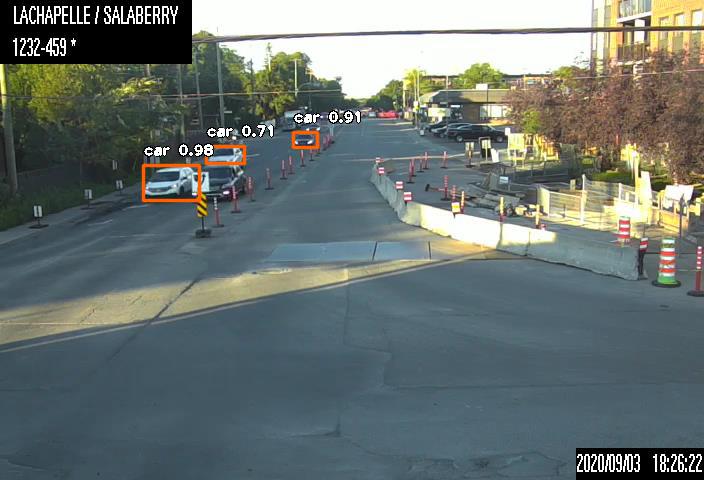 LACHAPELLE / SALABERRY
1232-459 *
car 0.91
car 0.71
car 0.98
2020/09/03 18:26:22